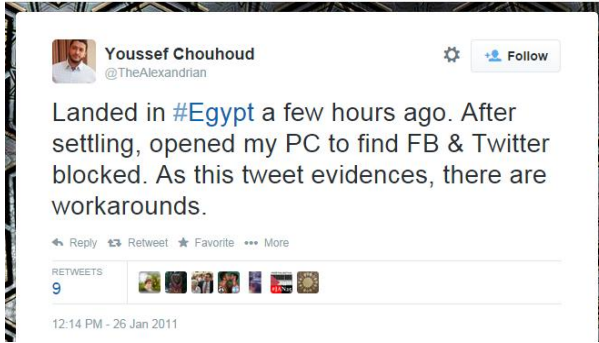 Youssef Chouhoud
@TheAlexandrian
Follow
Landed in #Egypt a few hours ago. After
settling, opened my PC to find FB & Twitter
blocked. As this tweet evidences, there are
workarounds.
Reply Retweet Favorite More
RETWEETS
9
#JAN25
12:14 PM - 26 Jan 2011